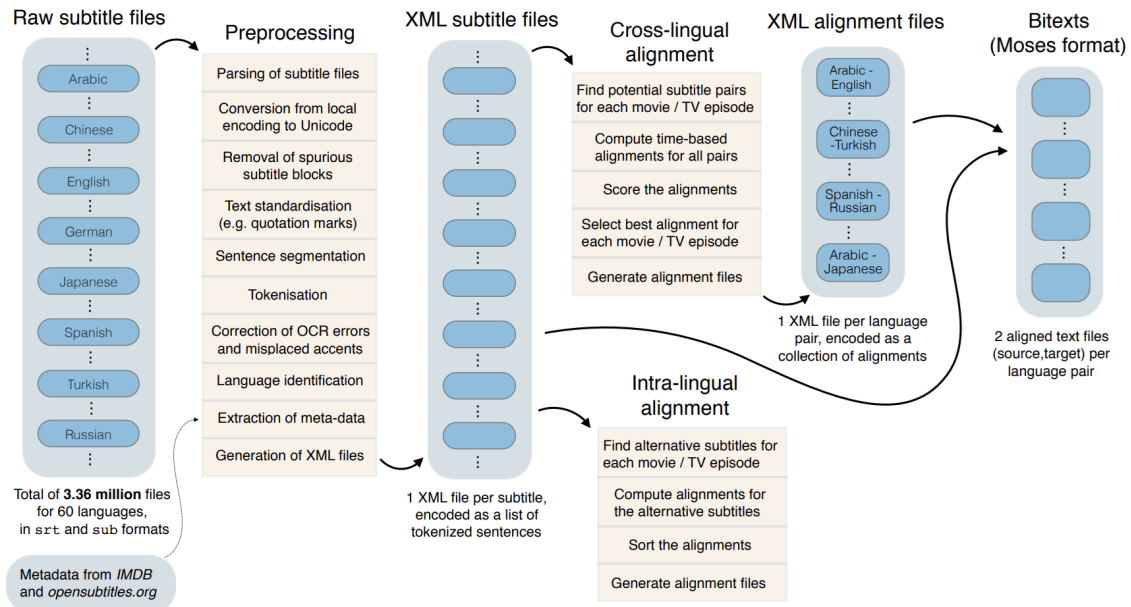 Raw subtitle files
⋮
Arabic
⋮
Chinese
⋮
English
⋮
German
⋮
Japanese
⋮
Spanish
⋮
Turkish
⋮
Russian
⋮
Total of 3.36 million files
for 60 languages,
in srt and sub formats
Metadata from IMDB
and opensubtitles.org
Preprocessing
Parsing of subtitle files
Conversion from local
encoding to Unicode
Removal of spurious
subtitle blocks
Text standardisation
(e.g. quotation marks)
Sentence segmentation
Tokenisation
Correction of OCR errors
and misplaced accents
Language identification
Extraction of meta-data
Generation of XML files
XML subtitle files
1 XML file per subtitle,
encoded as a list of
tokenized sentences
Cross-lingual
alignment
Find potential subtitle pairs
for each movie / TV episode
Compute time-based
alignments for all pairs
Score the alignments
Select best alignment for
each movie / TV episode
Generate alignment files
Intra-lingual
alignment
Find alternative subtitles for
each movie / TV episode
Compute alignments for
the alternative subtitles
Sort the alignments
Generate alignment files
XML alignment files
Arabic -
English
⋮
Chinese
-Turkish
⋮
Spanish -
Russian
⋮
Arabic -
Japanese
1 XML file per language
pair, encoded as a
collection of alignments
Bitexts
(Moses format)
2 aligned text files
(source,target) per
language pair